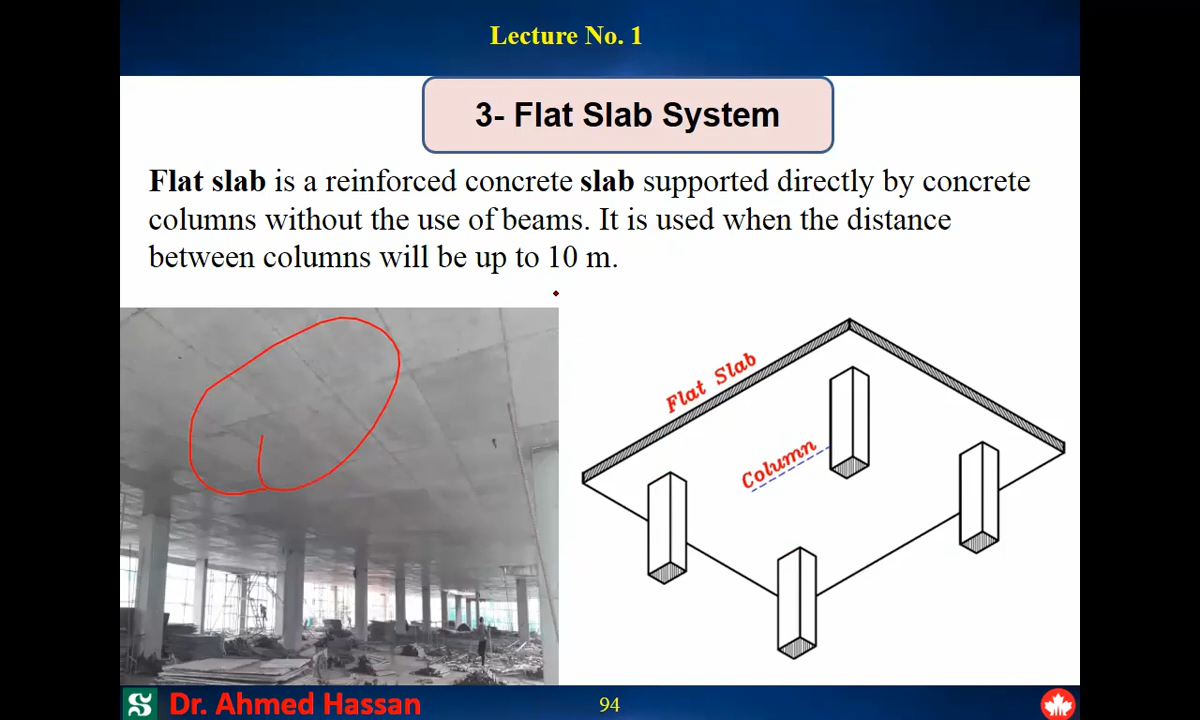 Lecture No. 1
3- Flat Slab System
Flat slab is a reinforced concrete slab supported directly by concrete
columns without the use of beams. It is used when the distance
between columns will be up to 10 m.
Flat Slab
Column
Dr. Ahmed Hassan
94